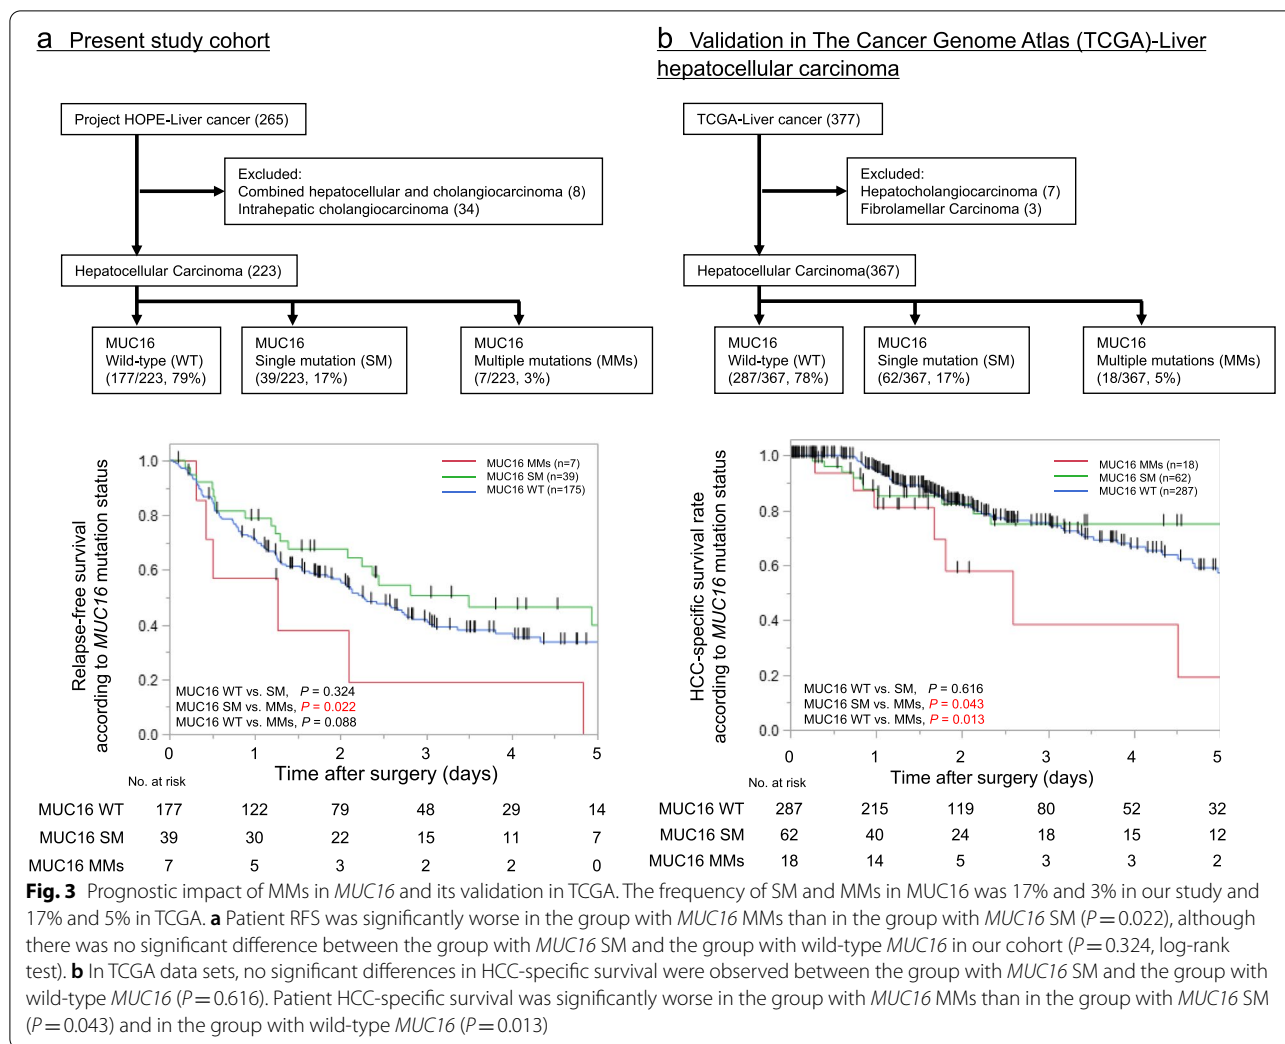 a Present study cohort
Project HOPE-Liver cancer (265)
Excluded:
Combined hepatocellular and cholangiocarcinoma (8)
Intrahepatic cholangiocarcinoma (34)
Hepatocellular Carcinoma (223)
MUC16
Wild-type (WT)
(177/223, 79%)
MUC16
Single mutation (SM)
(39/223, 17%)
MUC16
Multiple mutations (MMs)
(7/223, 3%)
Relapse-free survival
according to MUC16 mutation status
1.0
0.8
0.6
0.4
0.2
0.0
MUC16 MMs (n=7)
MUC16 SM (n=39)
MUC16 WT (n=175)
MUC16 WT vs. SM, P = 0.324
MUC16 SM vs. MMs, P = 0.022
MUC16 WT vs. MMs, P = 0.088
0 1 2 3 4 5
Time after surgery (days)
No. at risk
MUC16 WT 177 122 79 48 29 14
MUC16 SM 39 30 22 15 11 7
MUC16 MMs 7 5 3 2 2 0
b Validation in The Cancer Genome Atlas (TCGA)-Liver
hepatocellular carcinoma
TCGA-Liver cancer (377)
Excluded:
Hepatocholangiocarcinoma (7)
Fibrolamellar Carcinoma (3)
Hepatocellular Carcinoma(367)
MUC16
Wild-type (WT)
(287/367, 78%)
MUC16
Single mutation (SM)
(62/367, 17%)
MUC16
Multiple mutations (MMs)
(18/367, 5%)
HCC-specific survival rate
according to MUC16 mutation status
1.0
0.8
0.6
0.4
0.2
0.0
MUC16 MMs (n=18)
MUC16 SM (n=62)
MUC16 WT (n=287)
MUC16 WT vs. SM, P = 0.616
MUC16 SM vs. MMs, P = 0.043
MUC16 WT vs. MMs, P = 0.013
0 1 2 3 4 5
Time after surgery (days)
No. at risk
MUC16 WT 287 215 119 80 52 32
MUC16 SM 62 40 24 18 15 12
MUC16 MMs 18 14 5 3 3 2
Fig. 3 Prognostic impact of MMs in MUC16 and its validation in TCGA. The frequency of SM and MMs in MUC16 was 17% and 3% in our study and
17% and 5% in TCGA. a Patient RFS was significantly worse in the group with MUC16 MMs than in the group with MUC16 SM (P = 0.022), although
there was no significant difference between the group with MUC16 SM and the group with wild-type MUC16 in our cohort (P = 0.324, log-rank
test). b In TCGA data sets, no significant differences in HCC-specific survival were observed between the group with MUC16 SM and the group with
wild-type MUC16 (P = 0.616). Patient HCC-specific survival was significantly worse in the group with MUC16 MMs than in the group with MUC16 SM
(P = 0.043) and in the group with wild-type MUC16 (P = 0.013)